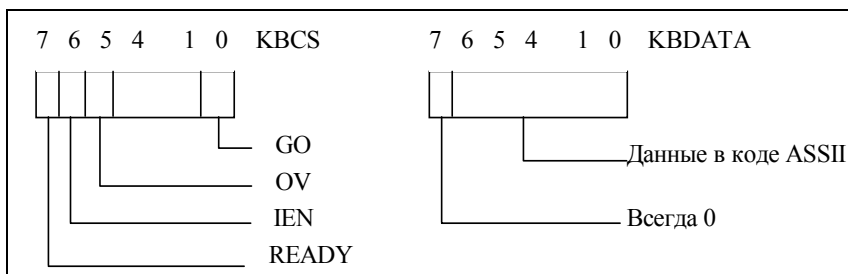 7 6 5 4 1 0 KBCS
7 6 5 4 1 0 KBDATA
GO
OV
IEN
READY
Данные в коде ASSII
Всегда 0